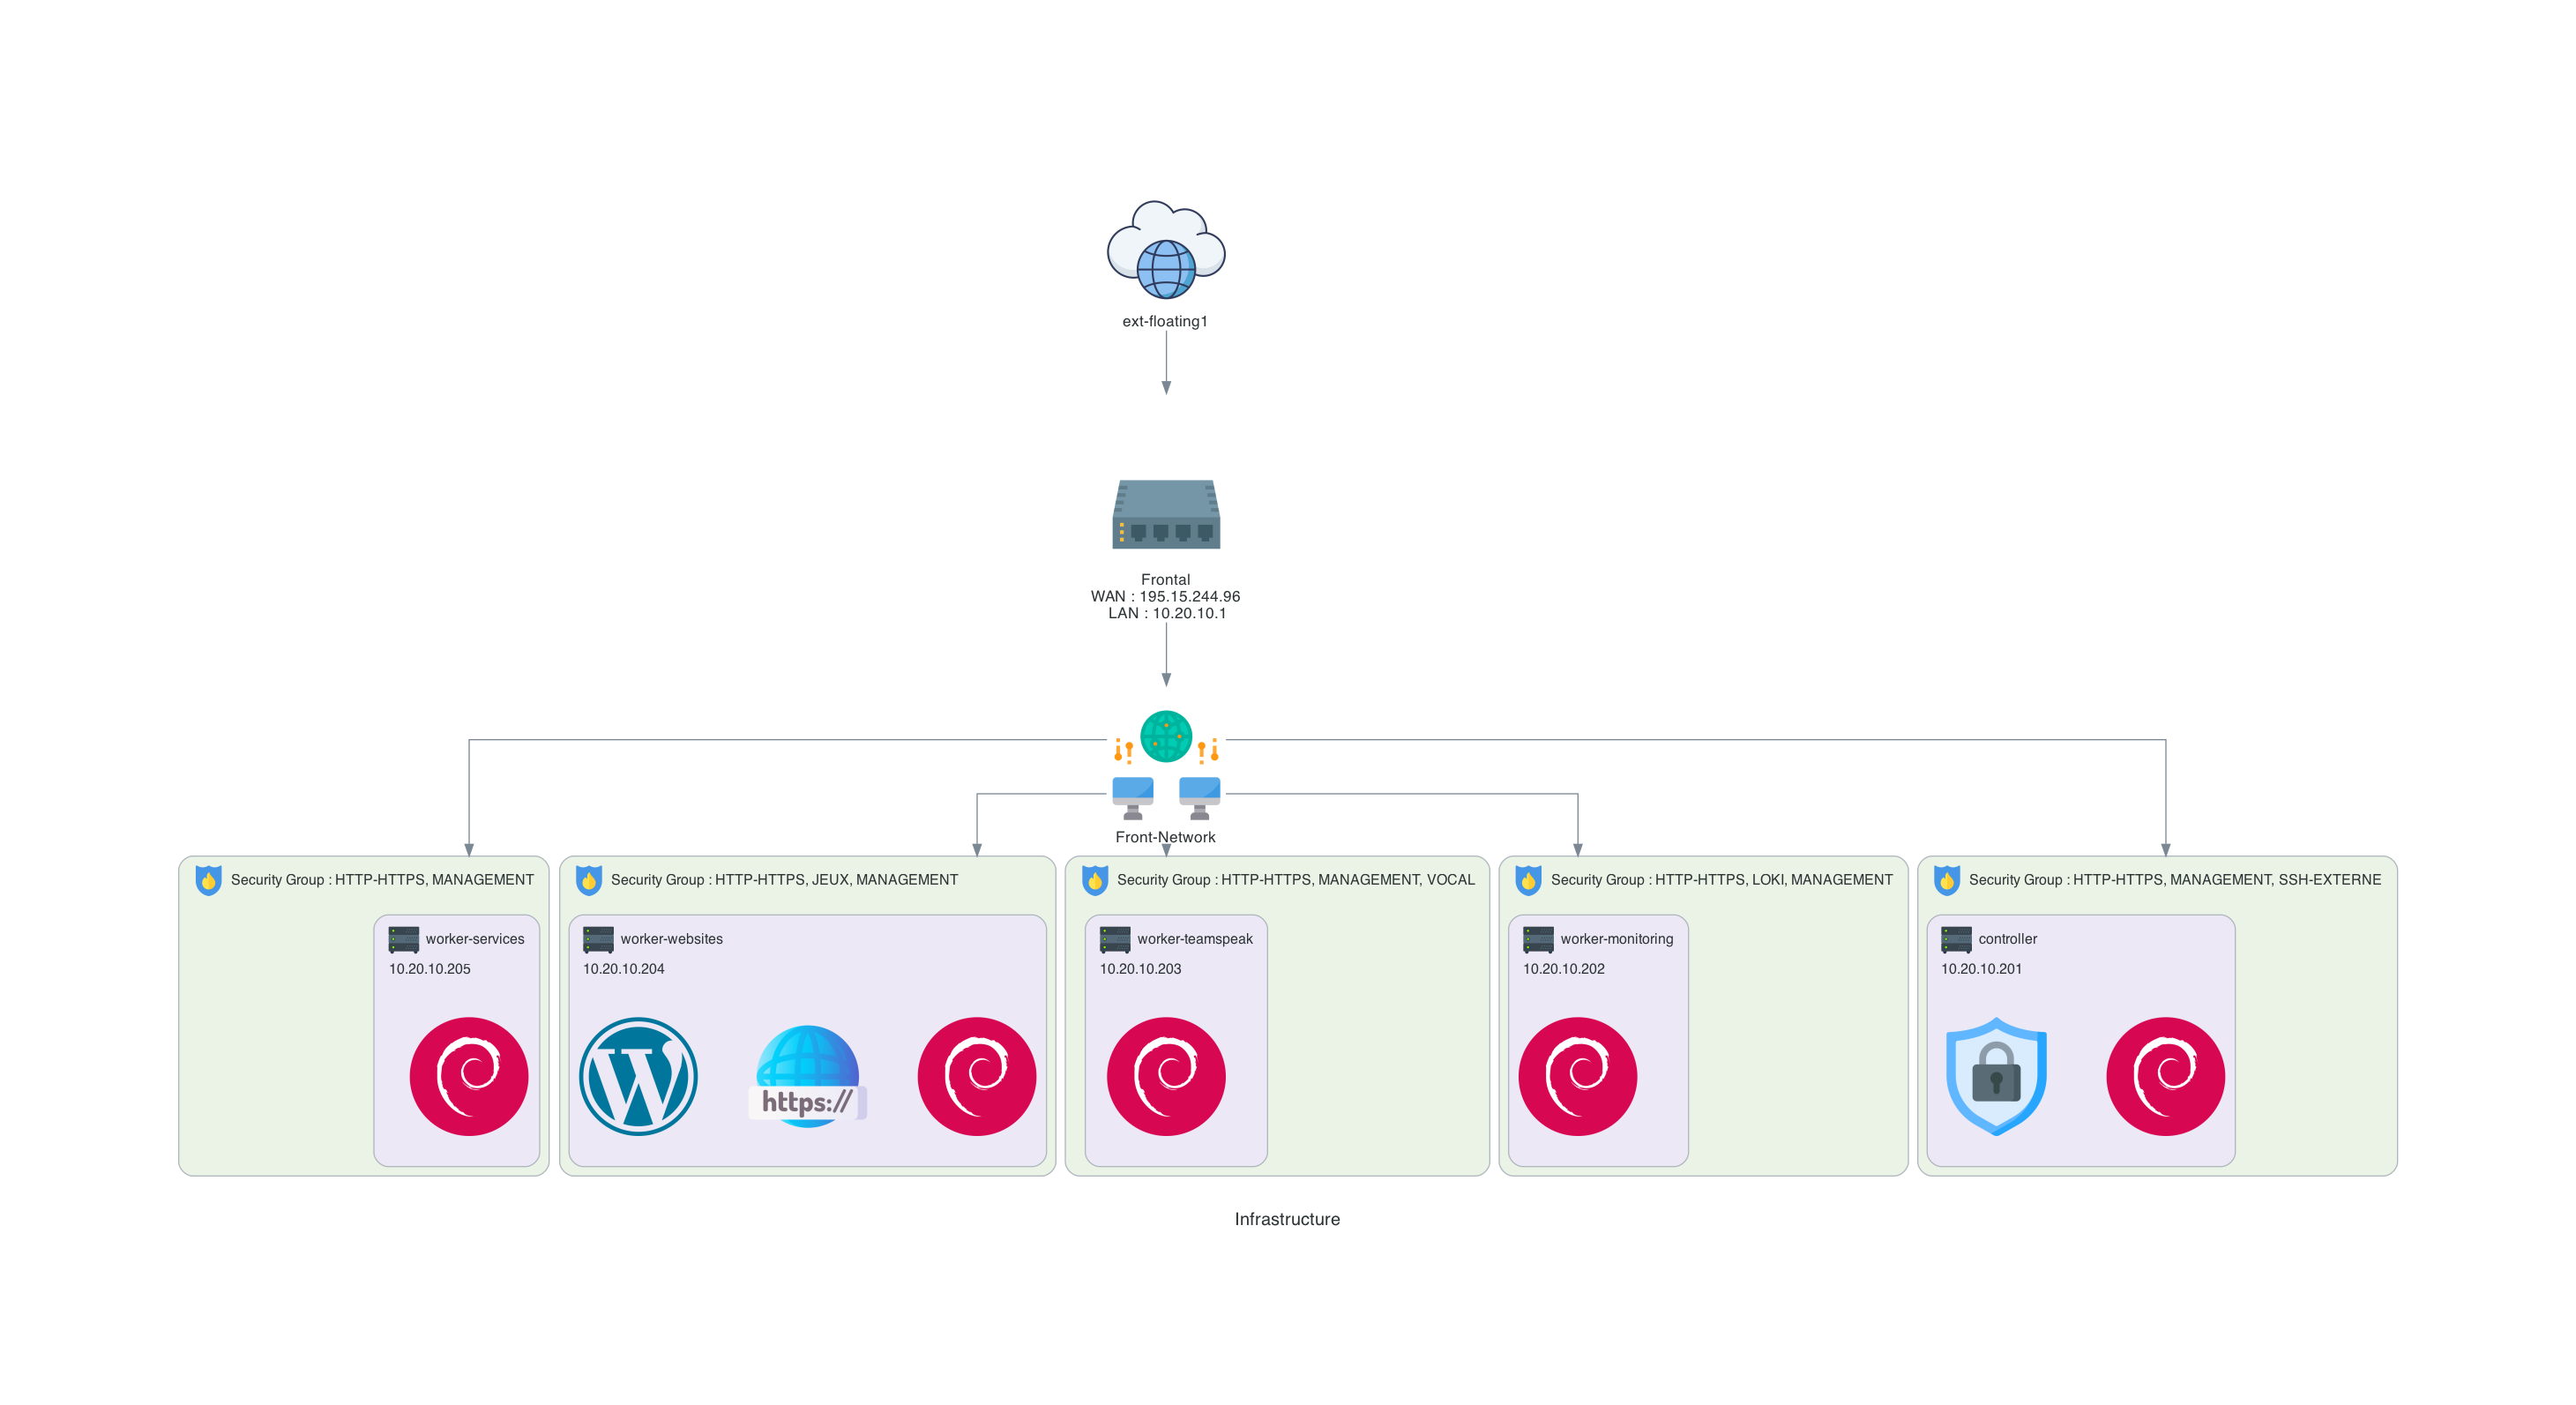 ext-floating1
Frontal
WAN : 195.15.244.96
LAN : 10.20.10.1
Front-Network
Security Group : HTTP-HTTPS, MANAGEMENT
worker-services
10.20.10.205
Security Group : HTTP-HTTPS, JEUX, MANAGEMENT
worker-websites
10.20.10.204
https://
Security Group : HTTP-HTTPS, MANAGEMENT, VOCAL
worker-teamspeak
10.20.10.203
Security Group : HTTP-HTTPS, LOKI, MANAGEMENT
worker-monitoring
10.20.10.202
Security Group : HTTP-HTTPS, MANAGEMENT, SSH-EXTERNE
controller
10.20.10.201
Infrastructure